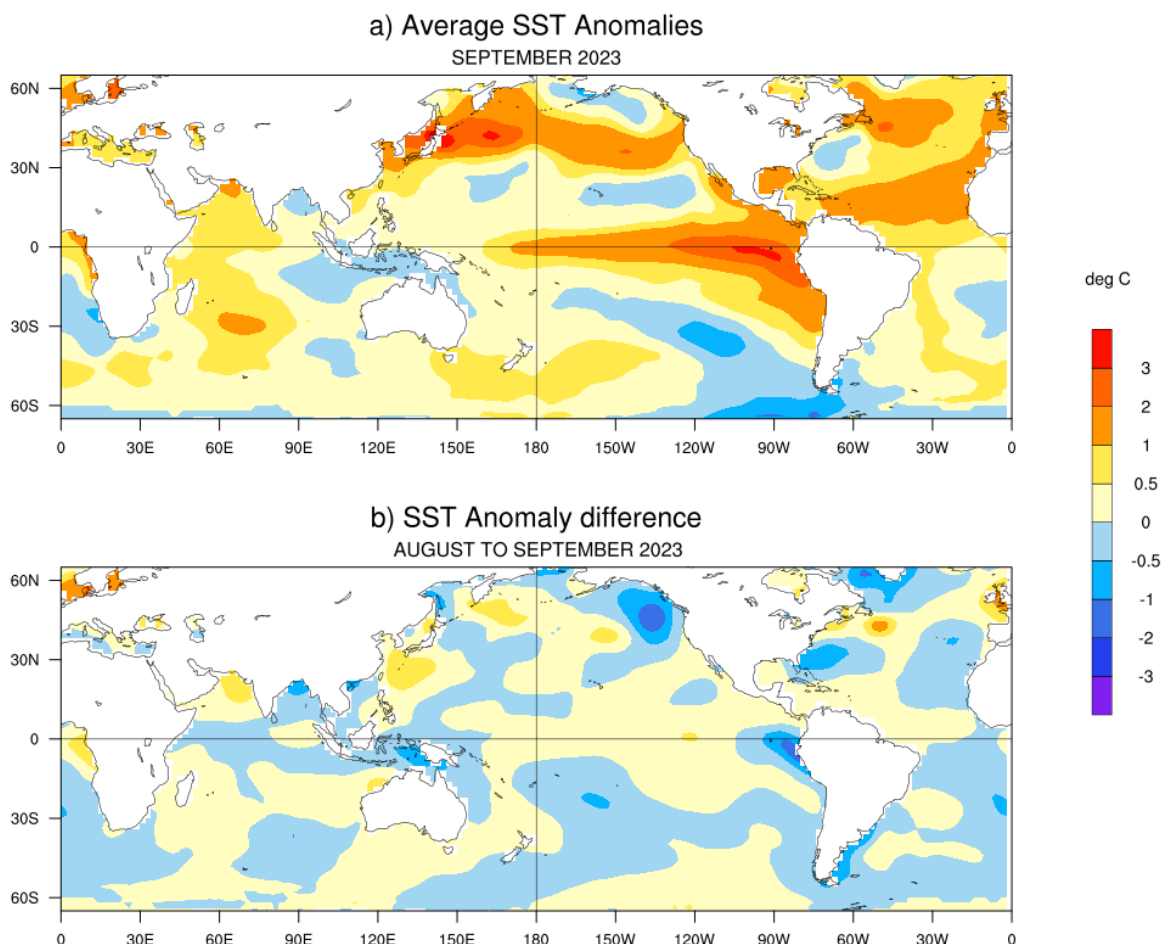 a) Average SST Anomalies
SEPTEMBER 2023
60N
30N
0
30S
60S
0 30E 60E 90E 120E 150E 180 150W 120W 90W 60W 30W 0
deg C
3
2
1
0.5
0
-0.5
-1
-2
-3
b) SST Anomaly difference
AUGUST TO SEPTEMBER 2023
60N
30N
0
30S
60S
0 30E 60E 90E 120E 150E 180 150W 120W 90W 60W 30W 0